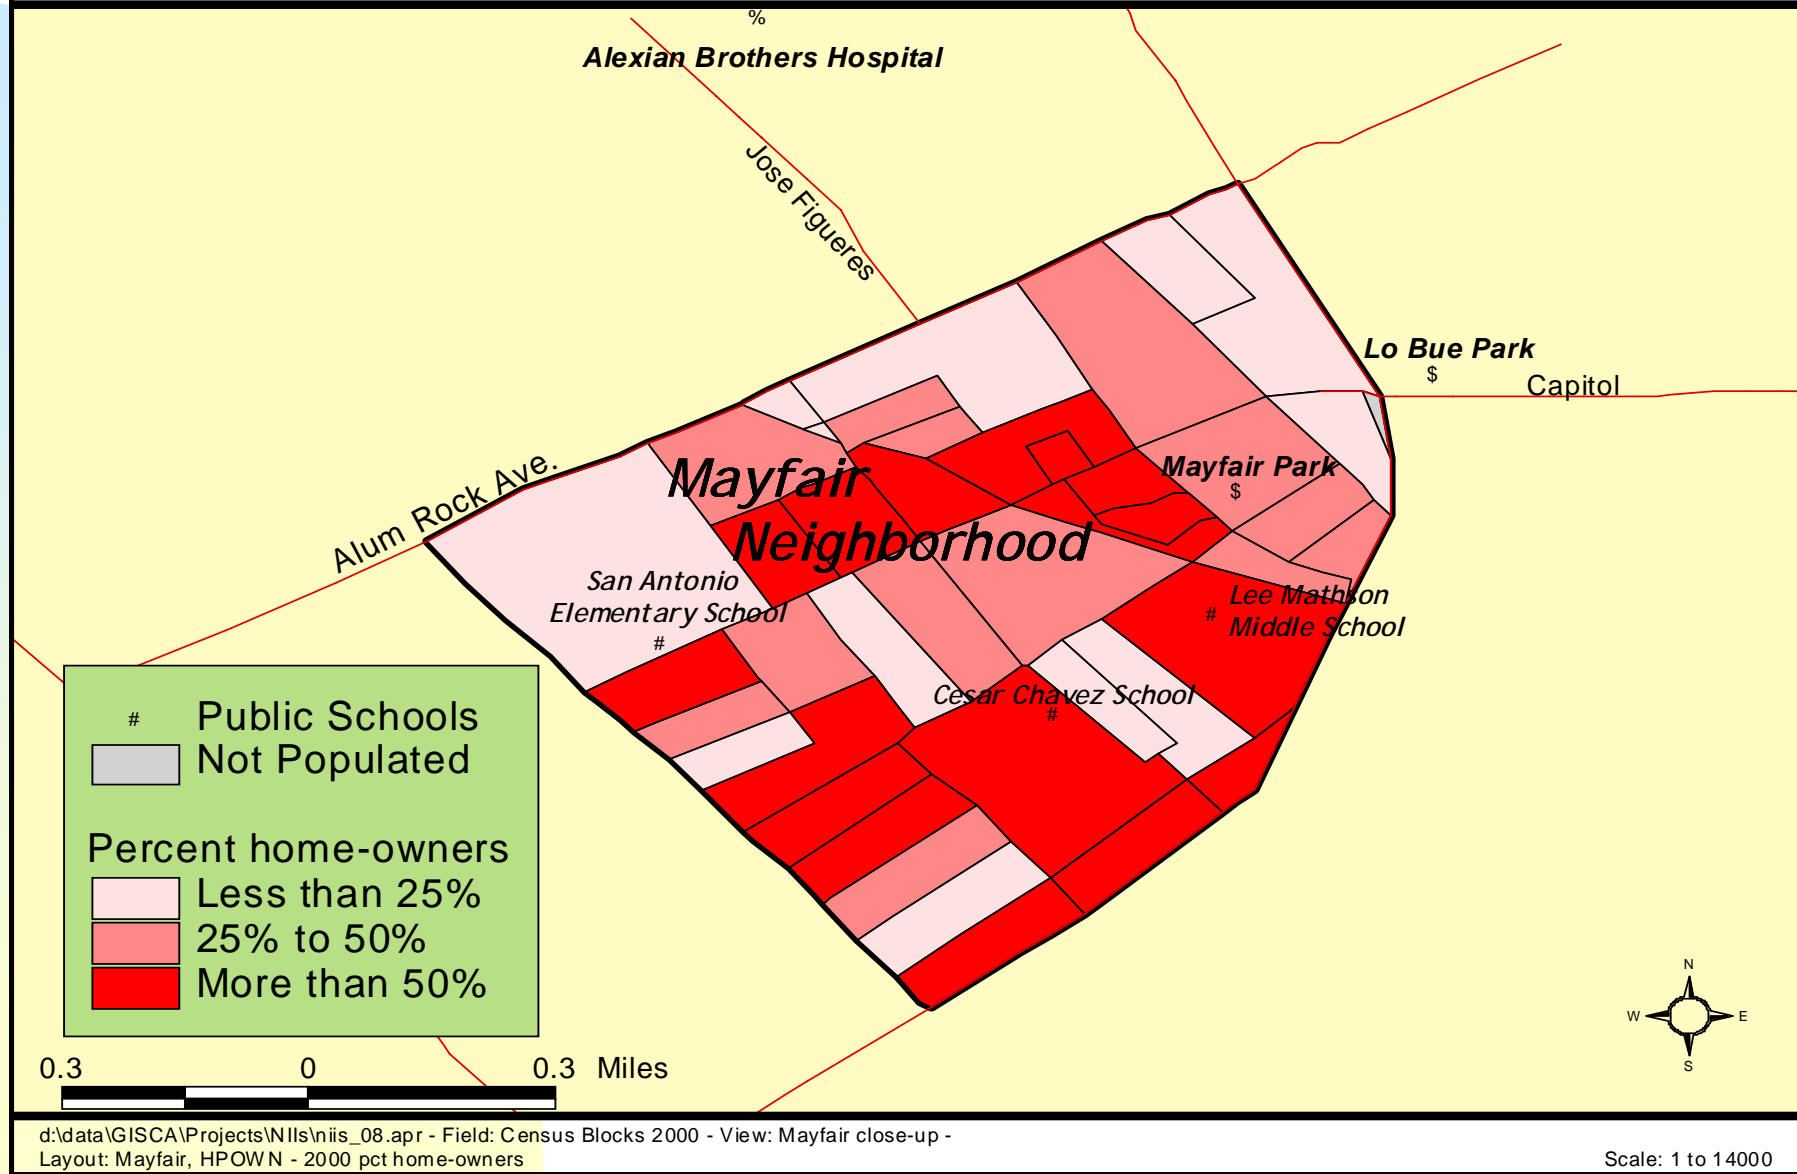 %
Alexian Brothers Hospital
Jose Figueres
Lo Bue Park
$
Capitol
Mayfair Park
$
Mayfair
Neighborhood
Alum Rock Ave.
San Antonio
Elementary School
#
Lee Mathson
# Middle School
Cesar Chavez School
#
# Public Schools
Not Populated
Percent home-owners
Less than 25%
25% to 50%
More than 50%
N
W E
S
0.3 0 0.3 Miles
d:\data\GISCA\Projects\NIIs\niis_08.apr - Field: Census Blocks 2000 - View: Mayfair close-up -
Layout: Mayfair, HPOWN - 2000 pct home-owners
Scale: 1 to 14000